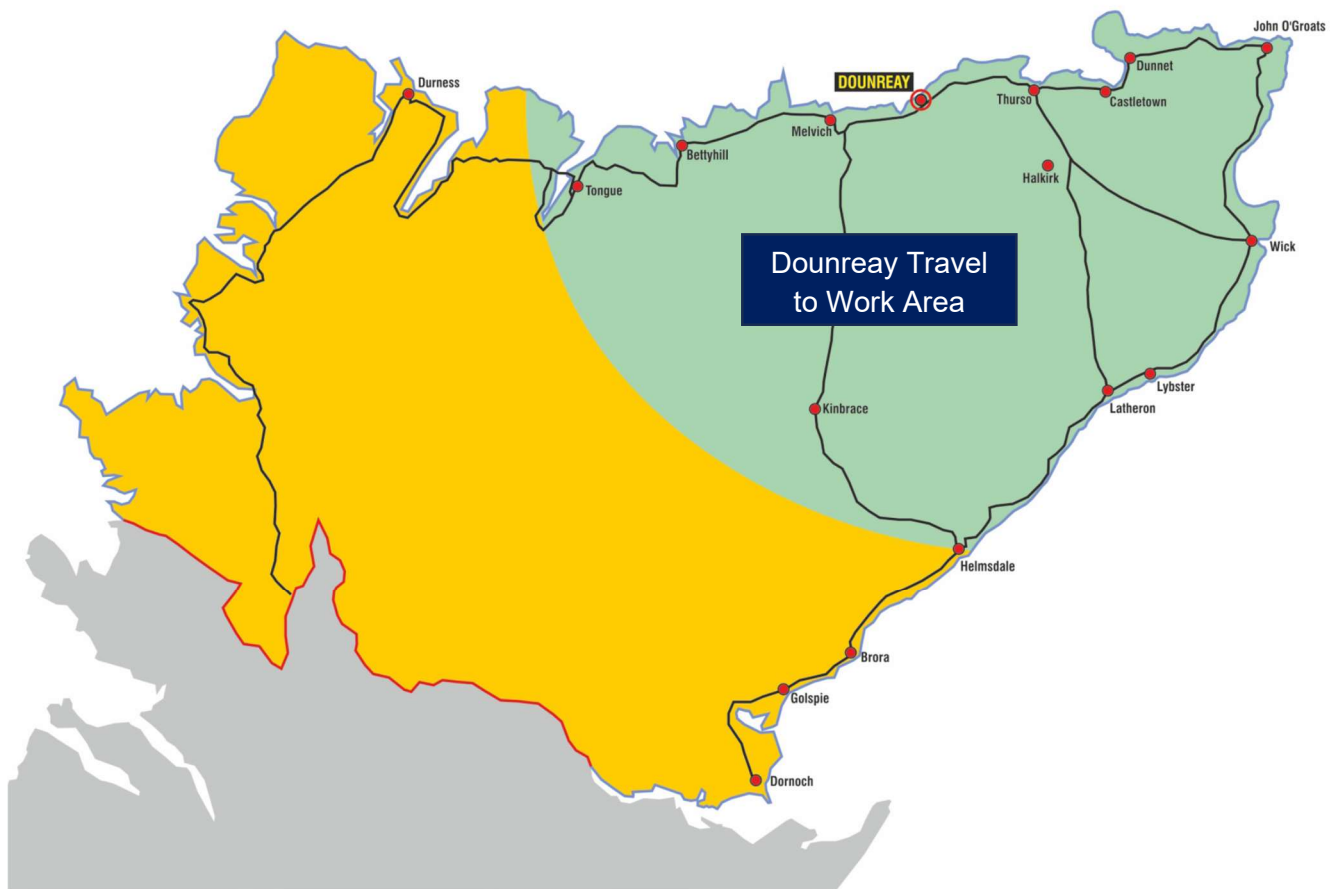 John O'Groats
Dunnet
Durness
DOUNREAY
Thurso
Castletown
Melvich
Bettyhill
Halkirk
Tongue
Wick
Dounreay Travel
to Work Area
Lybster
Latheron
Kinbrace
Helmsdale
Brora
Golspie
Dornoch